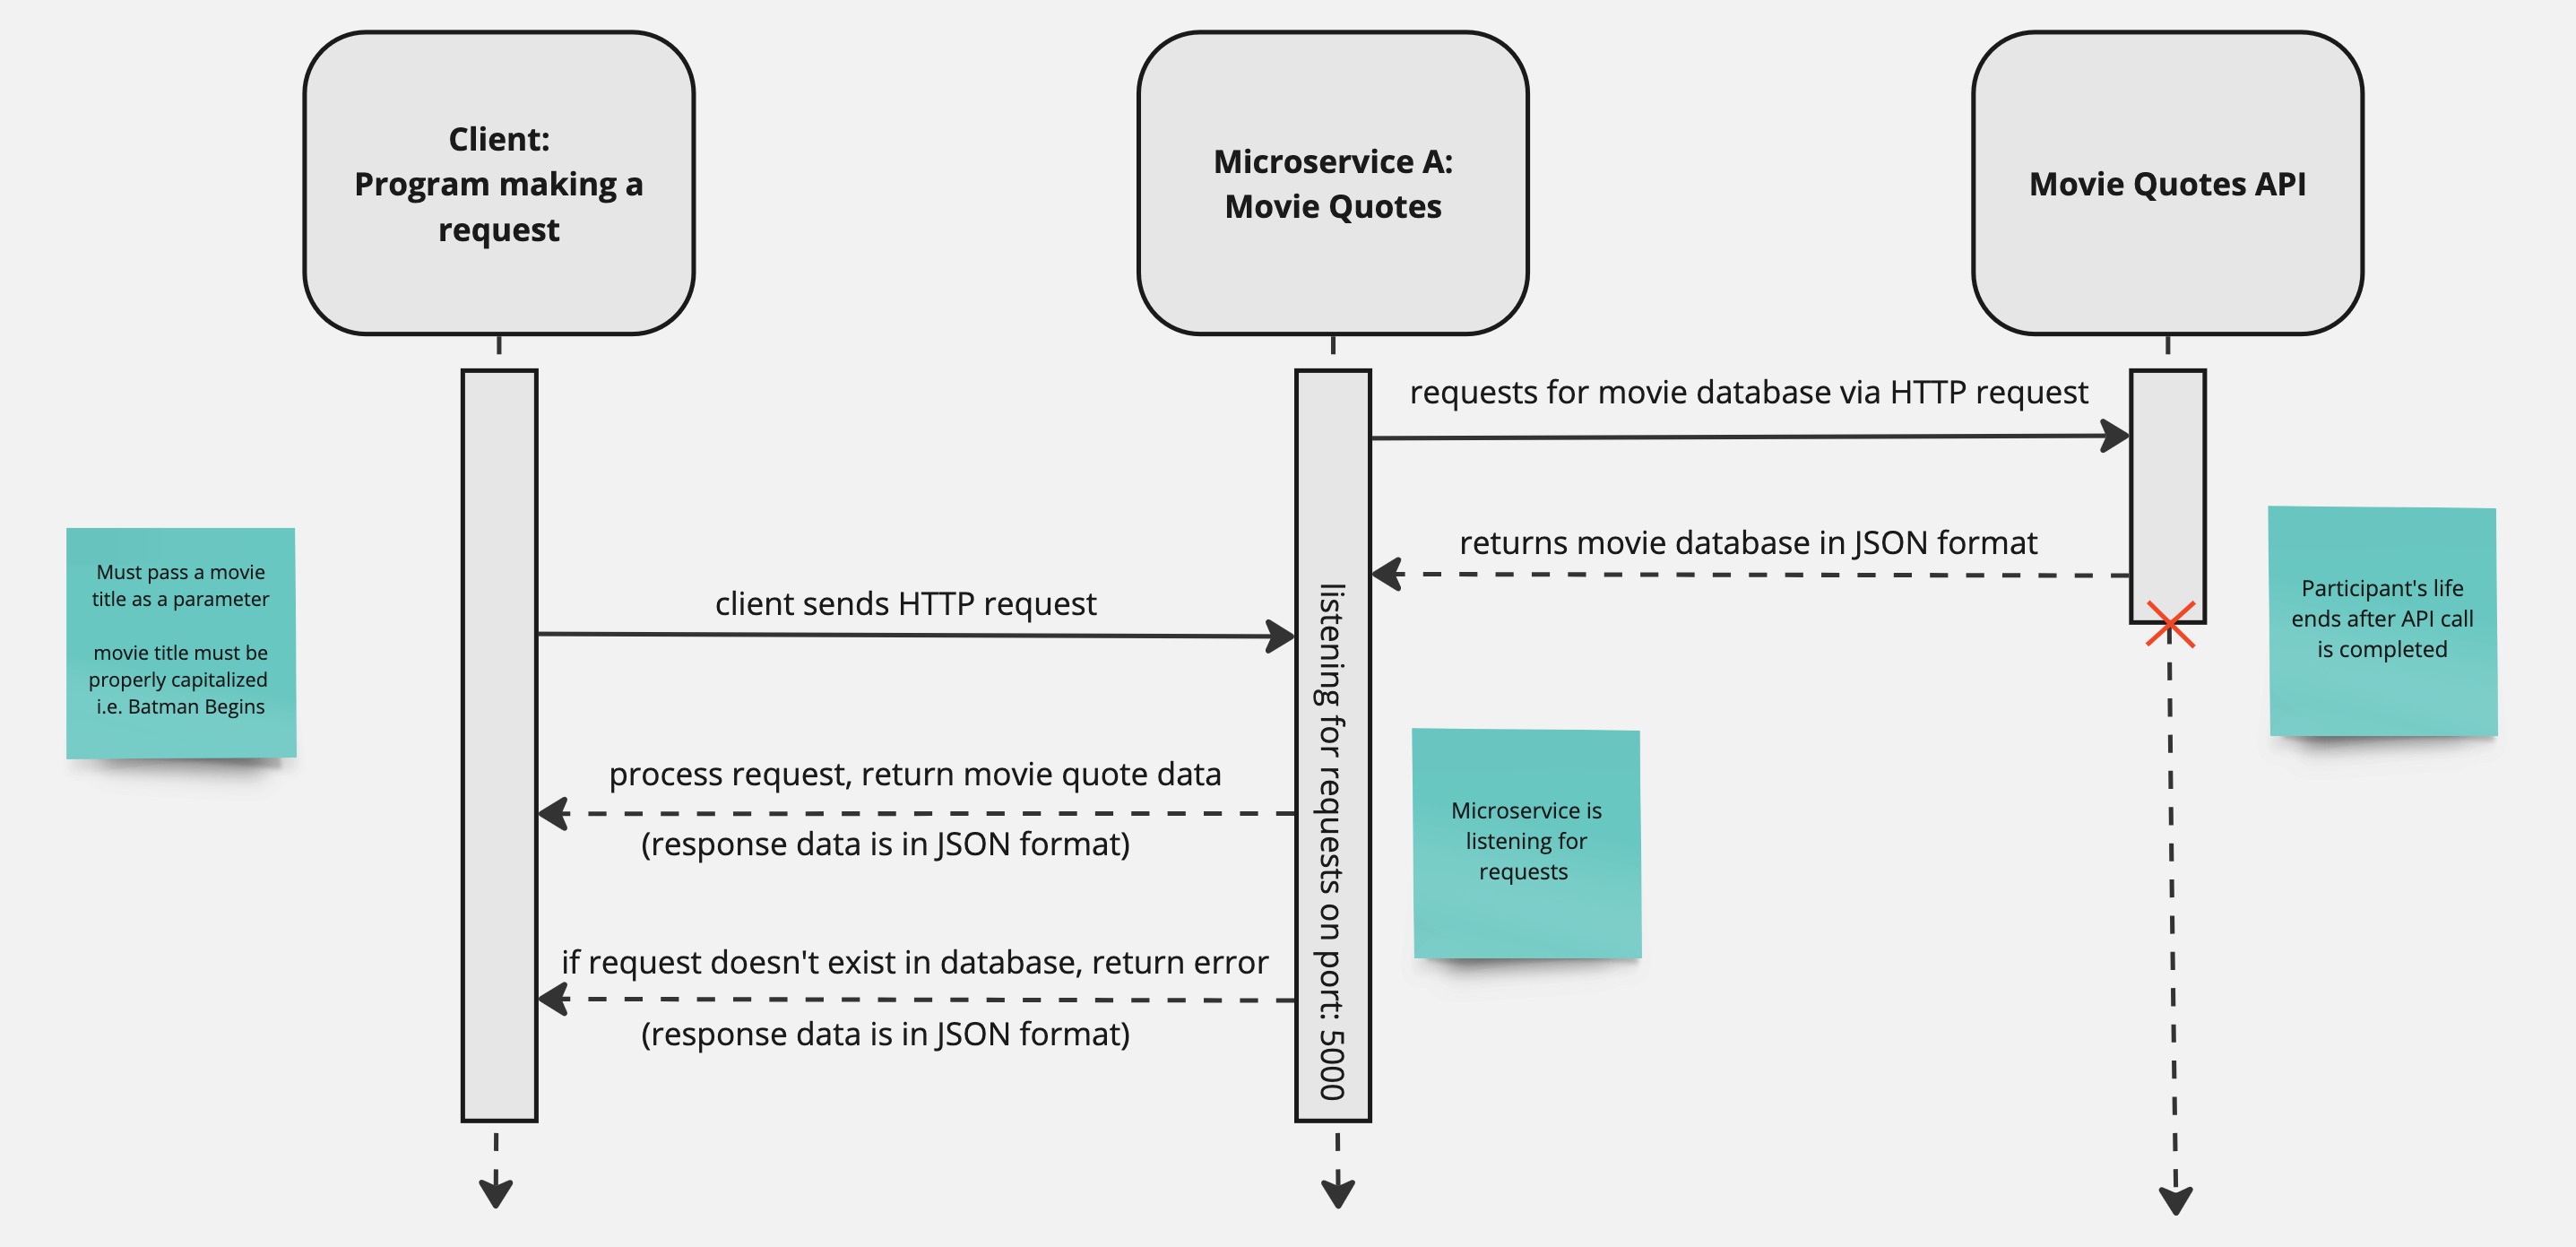 Client:
Program making a
request
Microservice A:
Movie Quotes
Movie Quotes API
requests for movie database via HTTP request
returns movie database in JSON format
client sends HTTP request
process request, return movie quote data
(response data is in JSON format)
if request doesn't exist in database, return error
(response data is in JSON format)
listening for requests on port: 5000
Must pass a movie
title as a parameter
movie title must be
properly capitalized
i.e. Batman Begins
Microservice is
listening for
requests
Participant's life
ends after API call
is completed